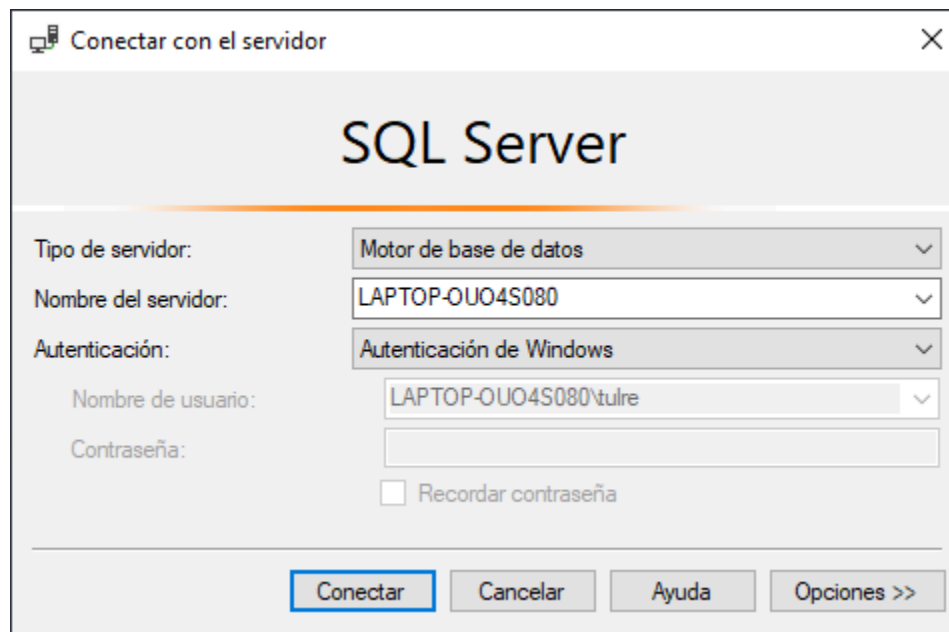 Conectar con el servidor
SQL Server
Tipo de servidor: Motor de base de datos
Nombre del servidor: LAPTOP-OUO4S080
Autenticación: Autenticación de Windows
Nombre de usuario: LAPTOP-OUO4S080\tulre
Contraseña:
Recordar contraseña
Conectar Cancelar Ayuda Opciones >>